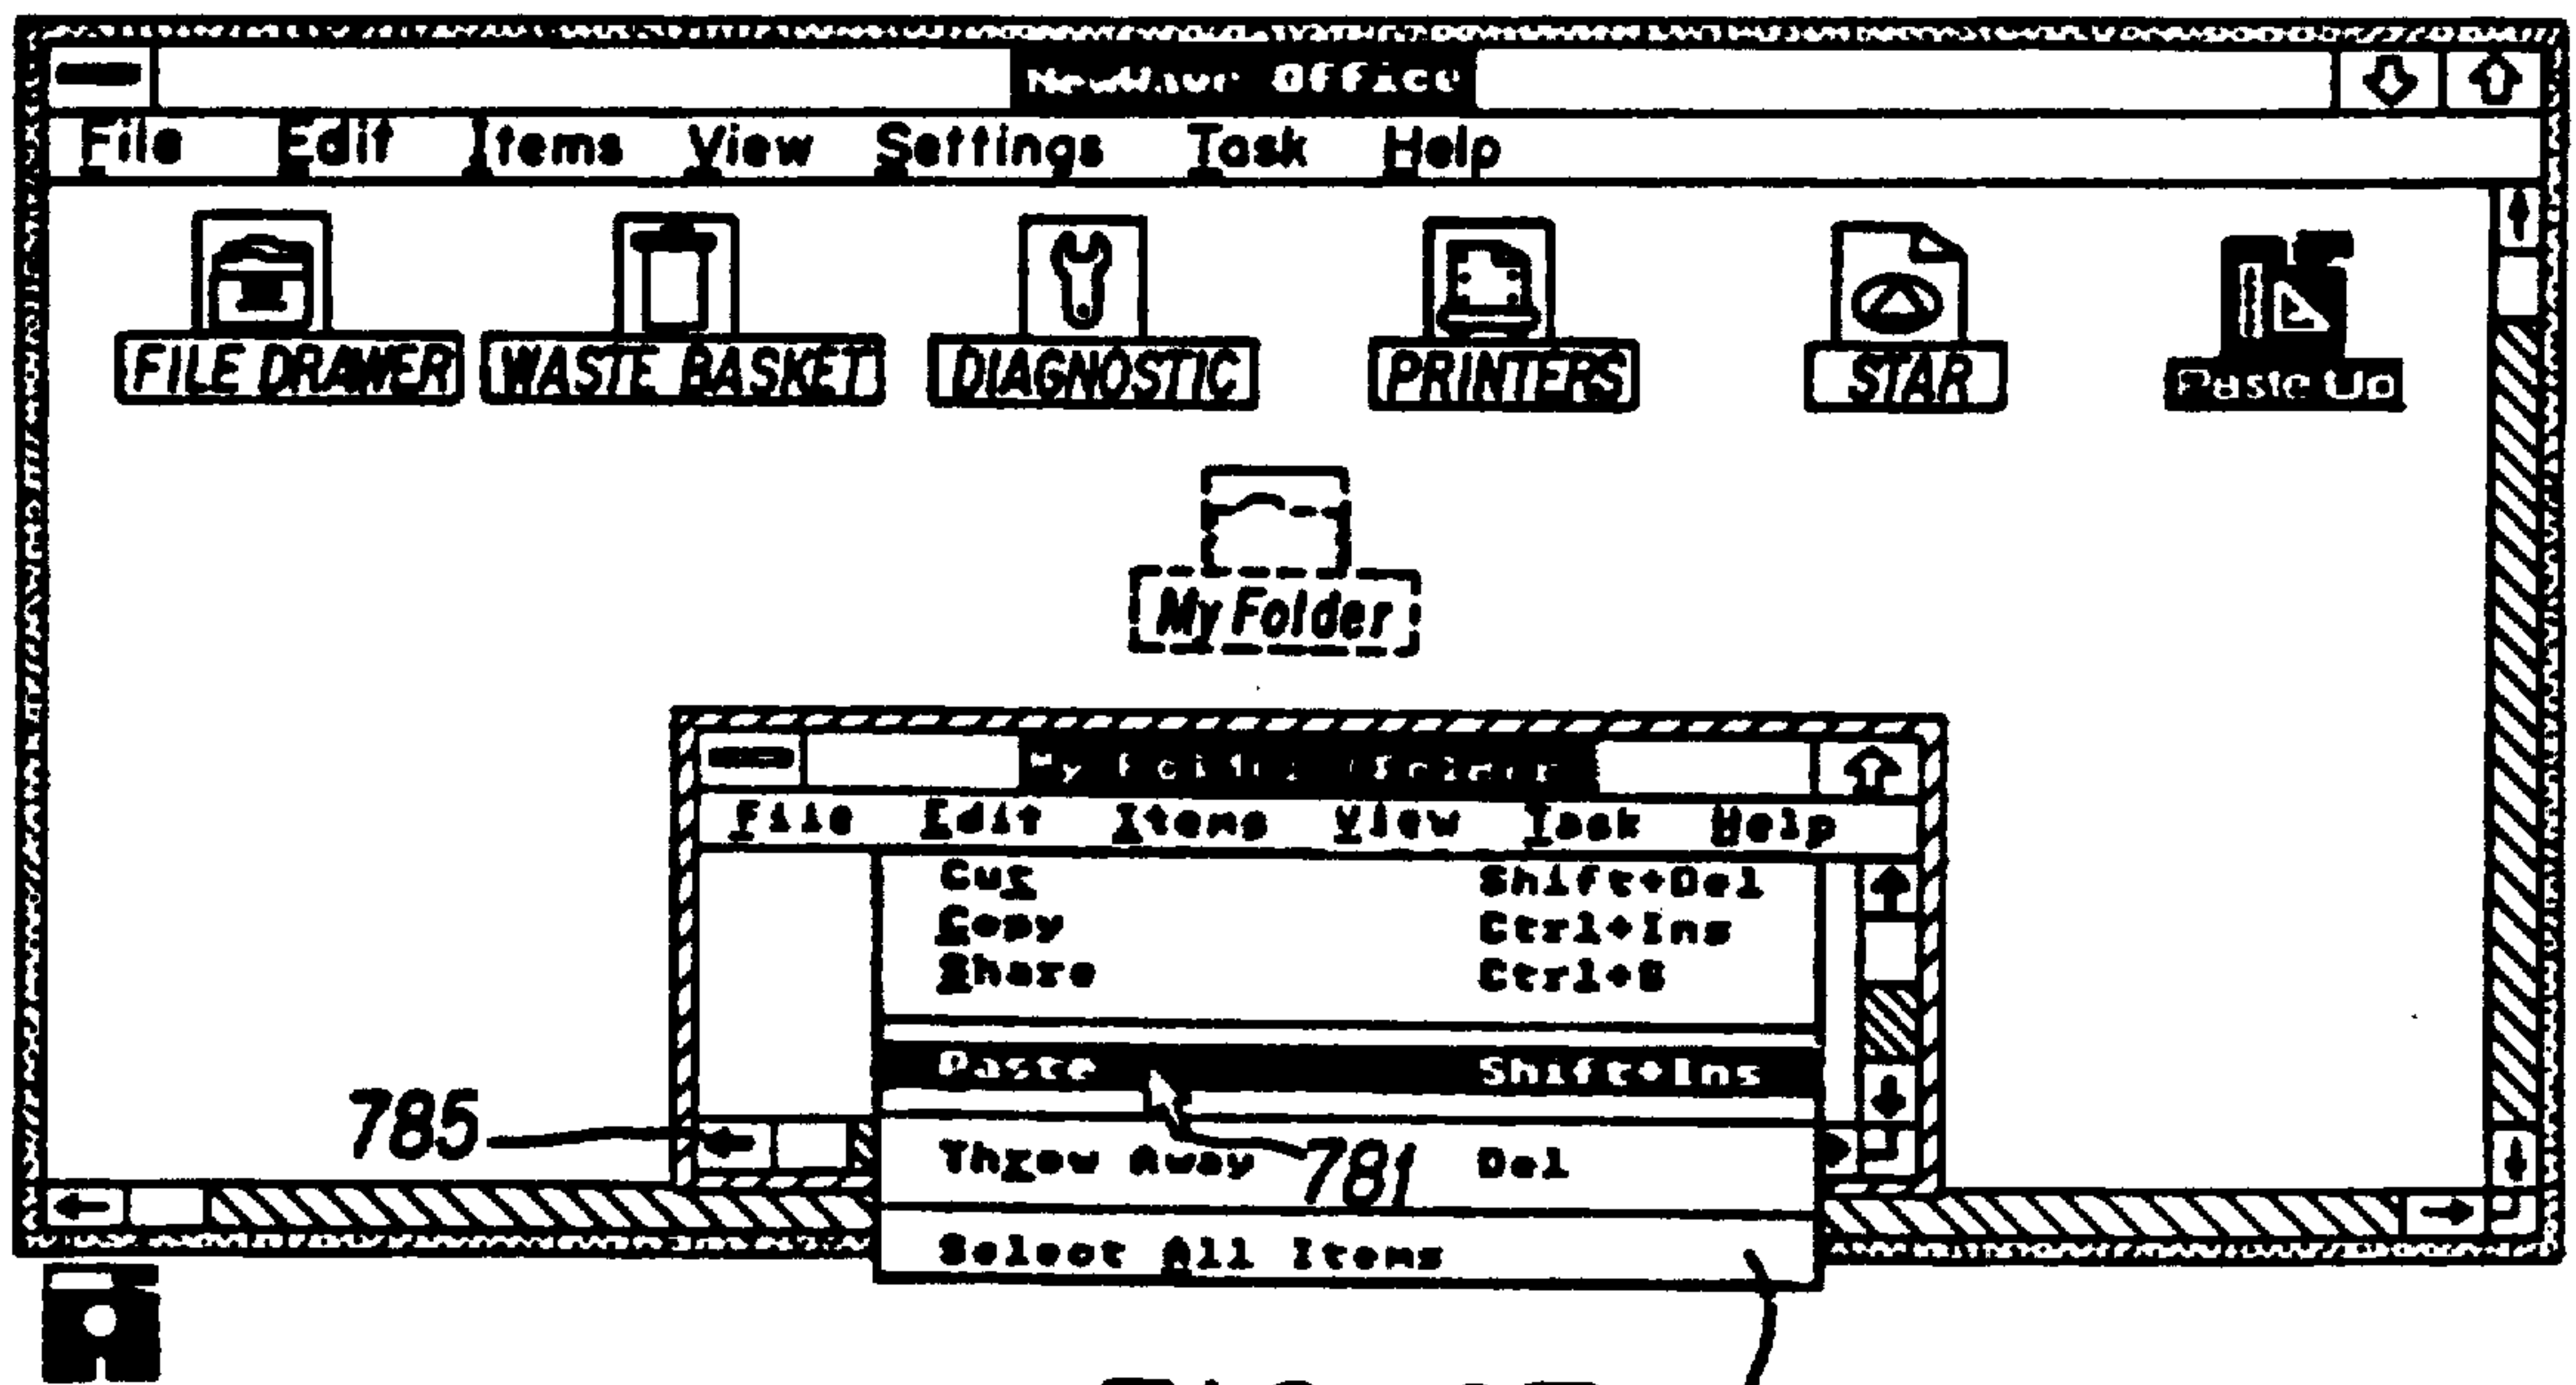 NewWave Office
File Edit Items View Settings Task Help
FILE DRAWER WASTE BASKET DIAGNOSTIC PRINTERS STAR Paste Up
My Folder
My Folder
File Edit Items View Task Help
Cut Shift+Del
Copy Ctrl+Ins
Share Ctrl+S
Paste Shift+Ins
785
Throw Away 781 Del
Select All Items